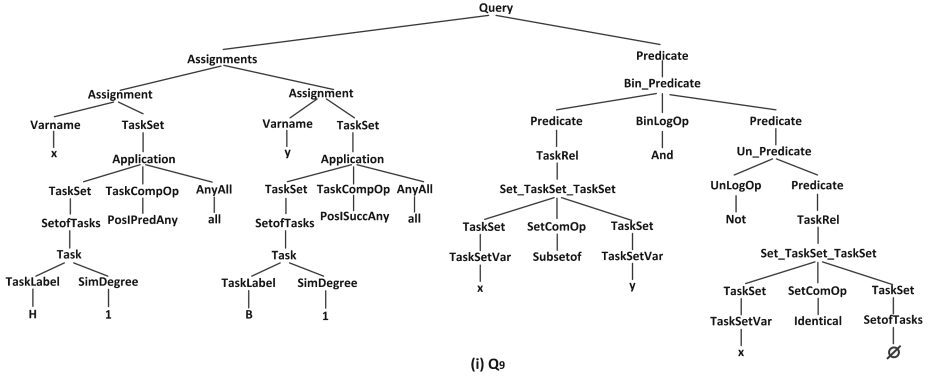 Query
Assignments
Predicate
Bin_Predicate
Assignment Assignment
Varname TaskSet Varname TaskSet Predicate BinLogOp Predicate
x y And Un_Predicate
Application Application TaskRel
TaskSet TaskCompOp AnyAll TaskSet TaskCompOp AnyAll Set_TaskSet_TaskSet UnLogOp Predicate
SetofTasks PosIPredAny all SetofTasks PosISuccAny all Not TaskRel
TaskSet SetComOp TaskSet
Task Task TaskSetVar Subsetof TaskSetVar Set_TaskSet_TaskSet
TaskLabel SimDegree TaskLabel SimDegree x y
TaskSet SetComOp TaskSet
H 1 B 1 TaskSetVar Identical SetofTasks
x ∅
(i) Q9